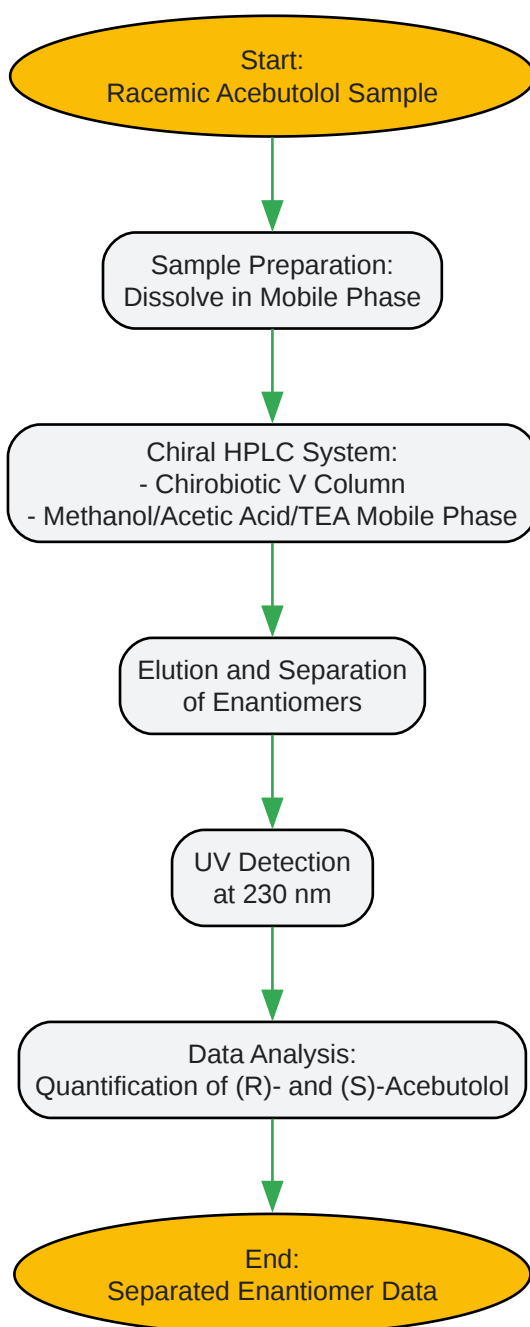 Start:
Racemic Acebutolol Sample
Sample Preparation:
Dissolve in Mobile Phase
Chiral HPLC System:
- Chirobiotic V Column
- Methanol/Acetic Acid/TEA Mobile Phase
Elution and Separation
of Enantiomers
UV Detection
at 230 nm
Data Analysis:
Quantification of (R)- and (S)-Acebutolol
End:
Separated Enantiomer Data